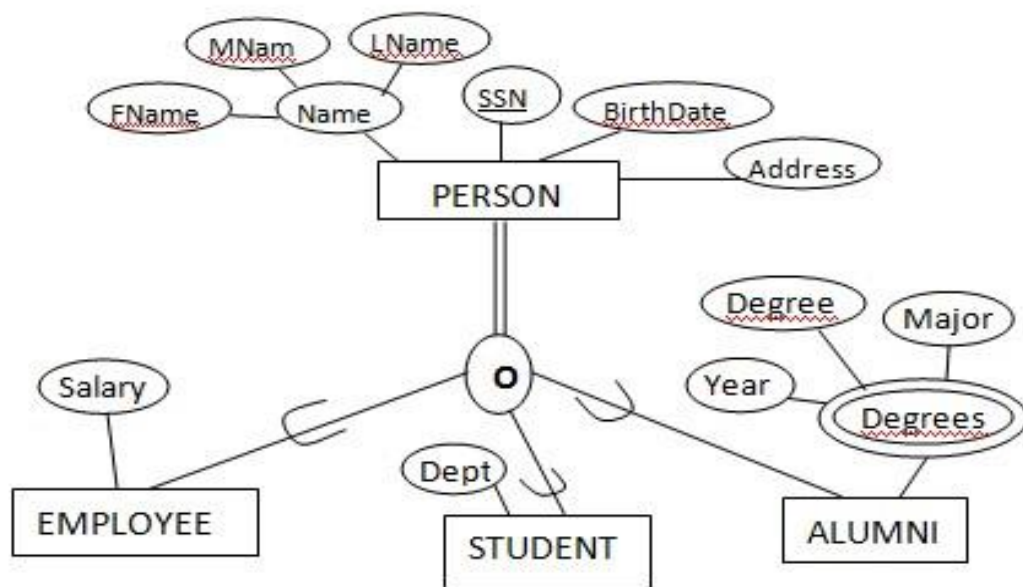 MNam
LName
FName
Name
SSN
BirthDate
Address
PERSON
Degree
Major
Year
Degrees
Salary
O
Dept
EMPLOYEE
STUDENT
ALUMNI